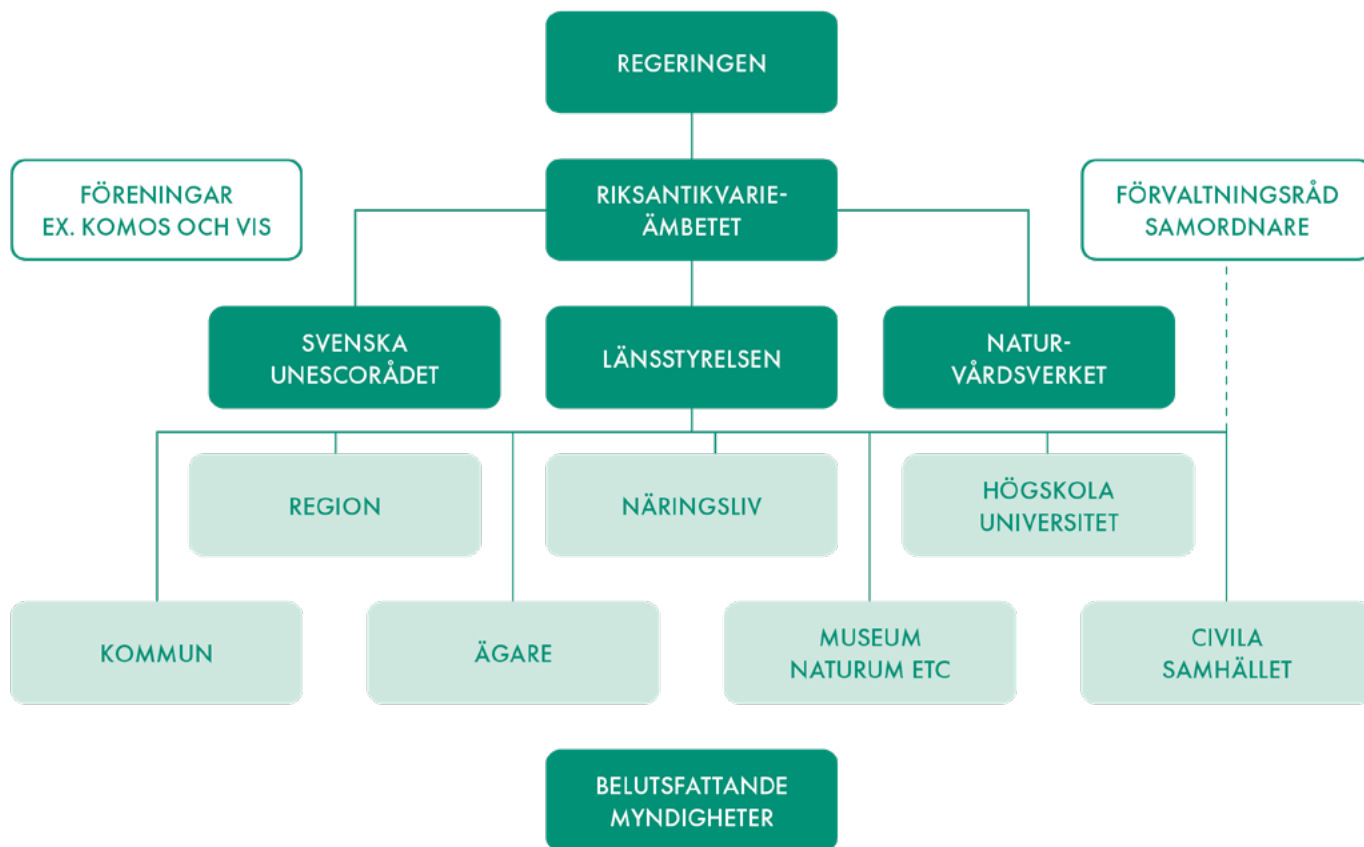 REGERINGEN
FÖRENINGAR
EX. KOMOS OCH VIS
RIKSANTIKVARIE-
ÄMBETET
FÖRVALTNINGSRÅD
SAMORDNARE
SVENSKA
UNESCORÅDET
LÄNSSTYRELSEN
NATUR-
VÅRDSVERKET
REGION
NÄRINGSLIV
HÖGSKOLA
UNIVERSITET
KOMMUN
ÄGARE
MUSEUM
NATURUM ETC
CIVILA
SAMHÄLLET
BELUTSFATTANDE
MYNDIGHETER